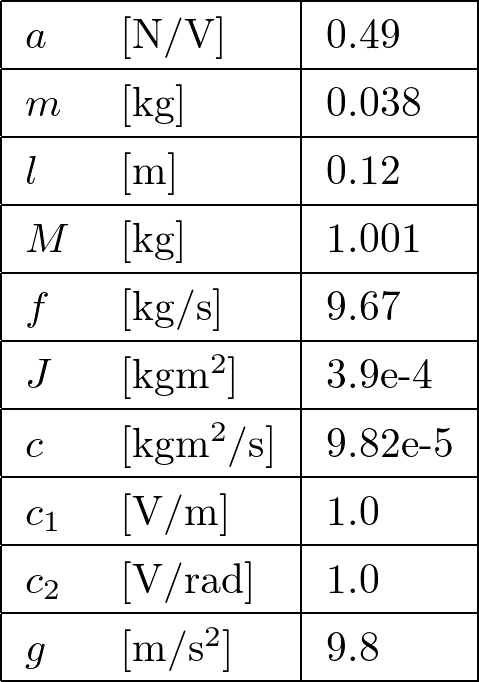 a [N/V] 0.49
m [kg] 0.038
l [m] 0.12
M [kg] 1.001
f [kg/s] 9.67
J [kgm²] 3.9e-4
c [kgm²/s] 9.82e-5
c₁ [V/m] 1.0
c₂ [V/rad] 1.0
g [m/s²] 9.8